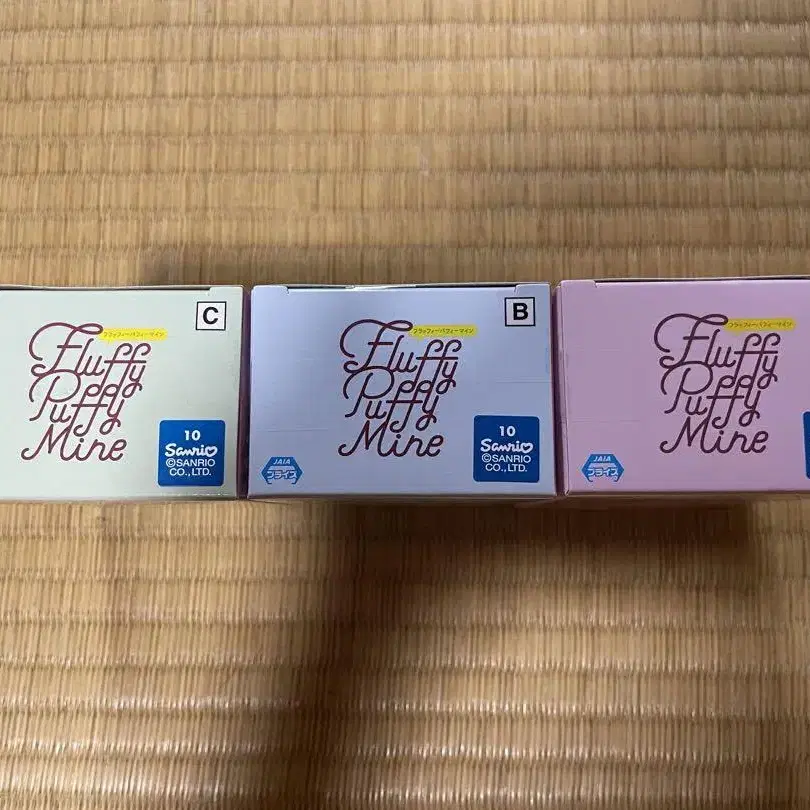 C
フラッフィーパフィーマイン
Fluffy
Puffy
Mine
10
Sanrio
©SANRIO
CO.,LTD.
B
フラッフィーパフィーマイン
Fluffy
Puffy
Mine
JAIA
プライズ
10
Sanrio
©SANRIO
CO.,LTD.
フラッフィーパフィーマイン
Fluffy
Puffy
Mine
JAIA
プライズ